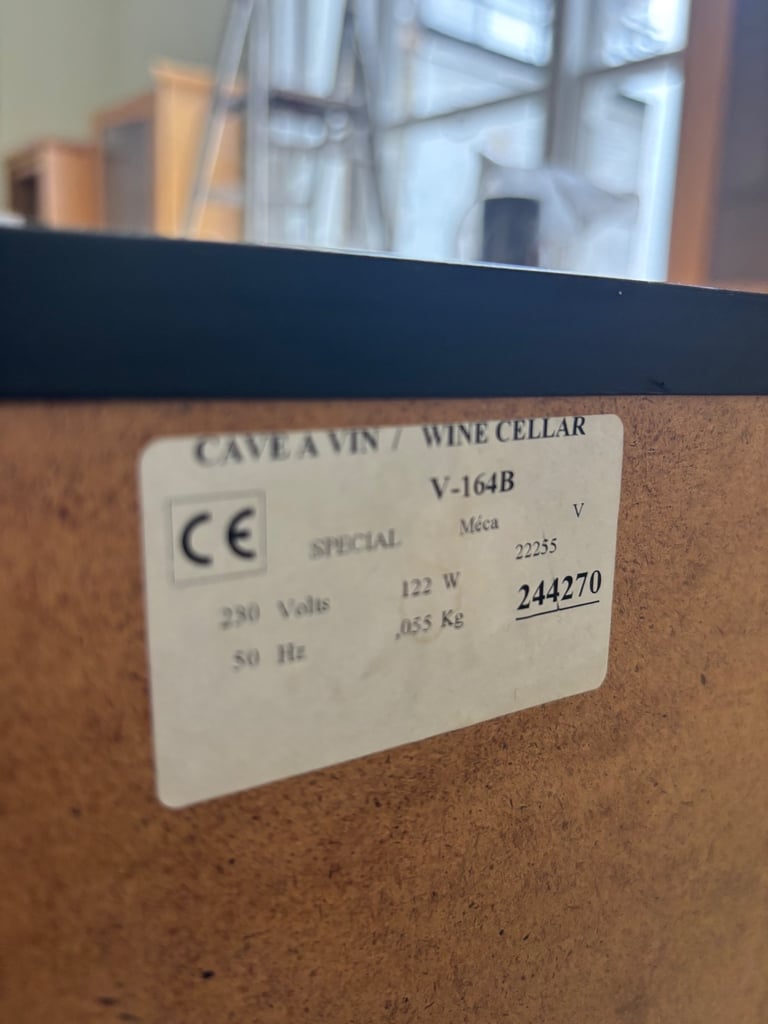 CAVE A VIN / WINE CELLAR
V-164B
CE SPECIAL Méca V
22255
230 Volts 122 W 244270
50 Hz ,055 Kg